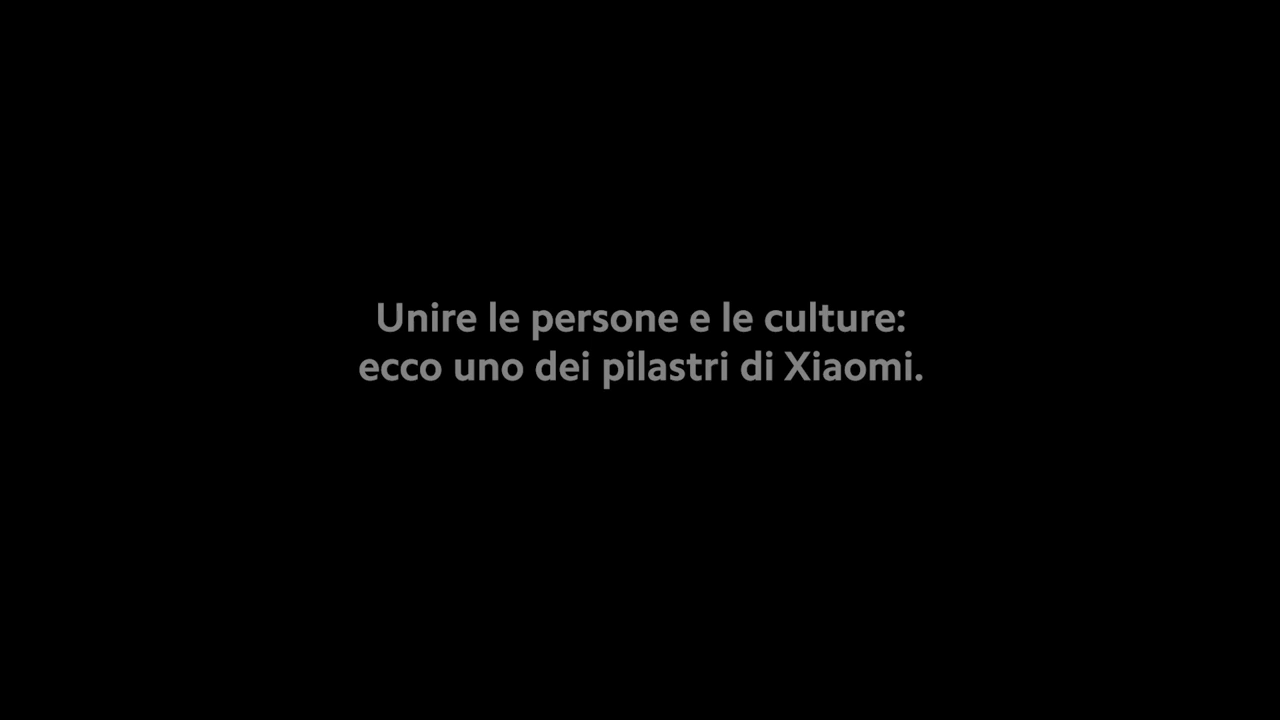 Unire le persone e le culture:
ecco uno dei pilastri di Xiaomi.